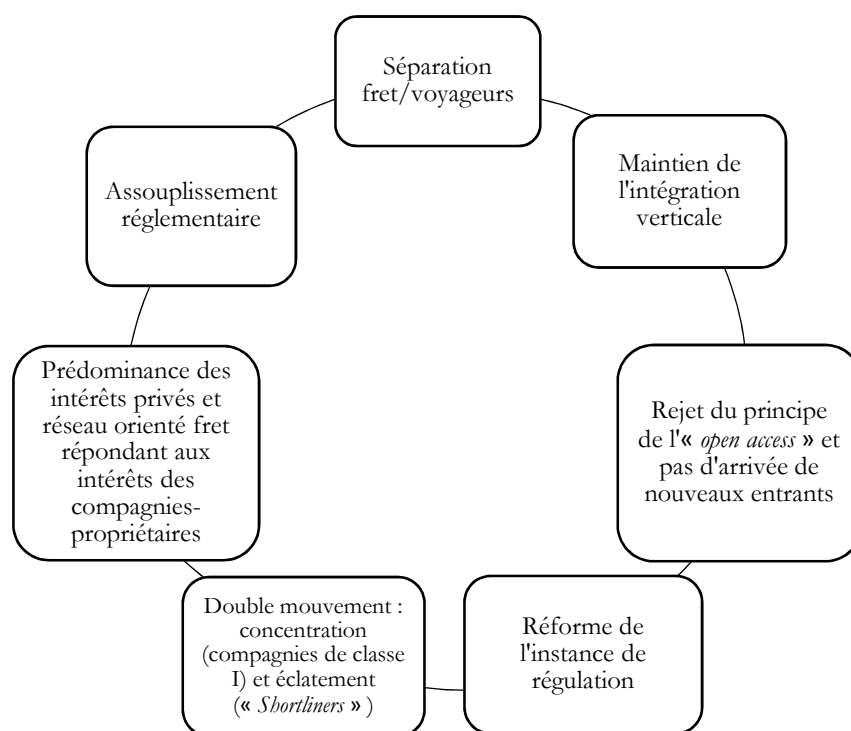 Séparation
fret/voyageurs
Maintien de
l'intégration
verticale
Rejet du principe
de l'« open access » et
pas d'arrivée de
nouveaux entrants
Réforme de
l'instance de
régulation
Double mouvement :
concentration
(compagnies de classe
I) et éclatement
(« Shortliners » )
Prédominance des
intérêts privés et
réseau orienté fret
répondant aux
intérêts des
compagnies-
propriétaires
Assouplissement
réglementaire